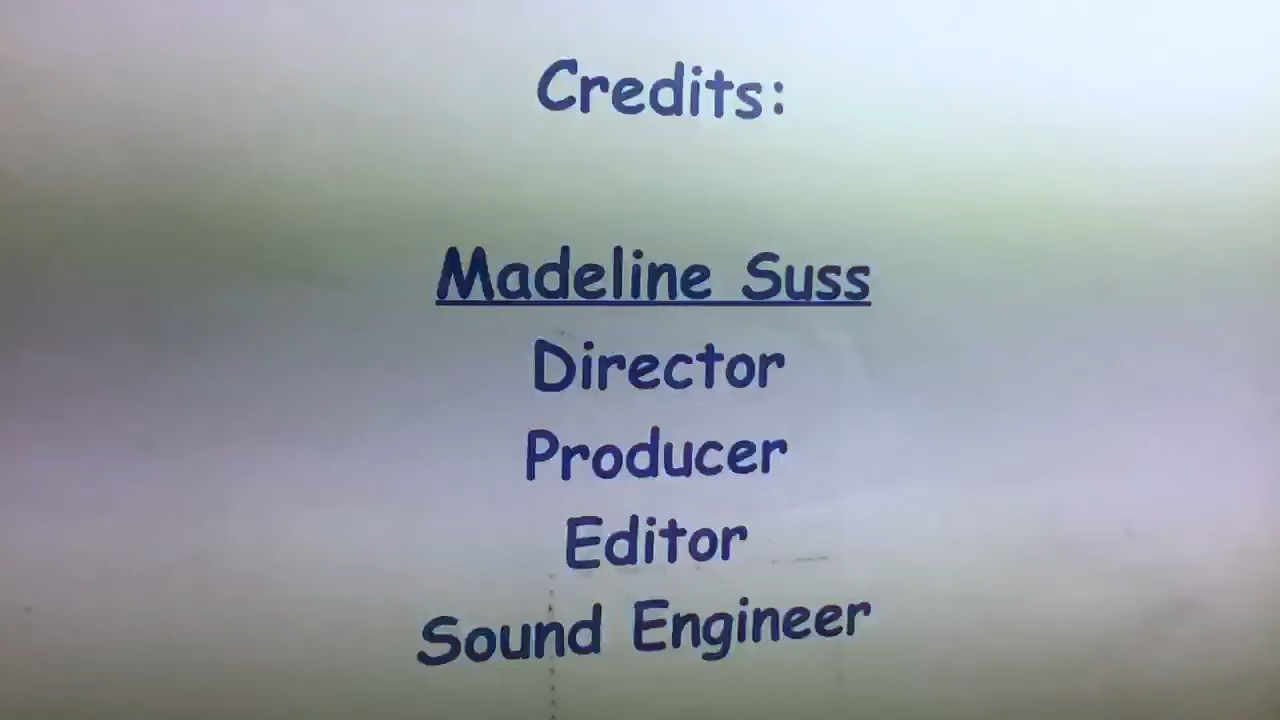 Credits:
Madeline Suss
Director
Producer
Editor
Sound Engineer